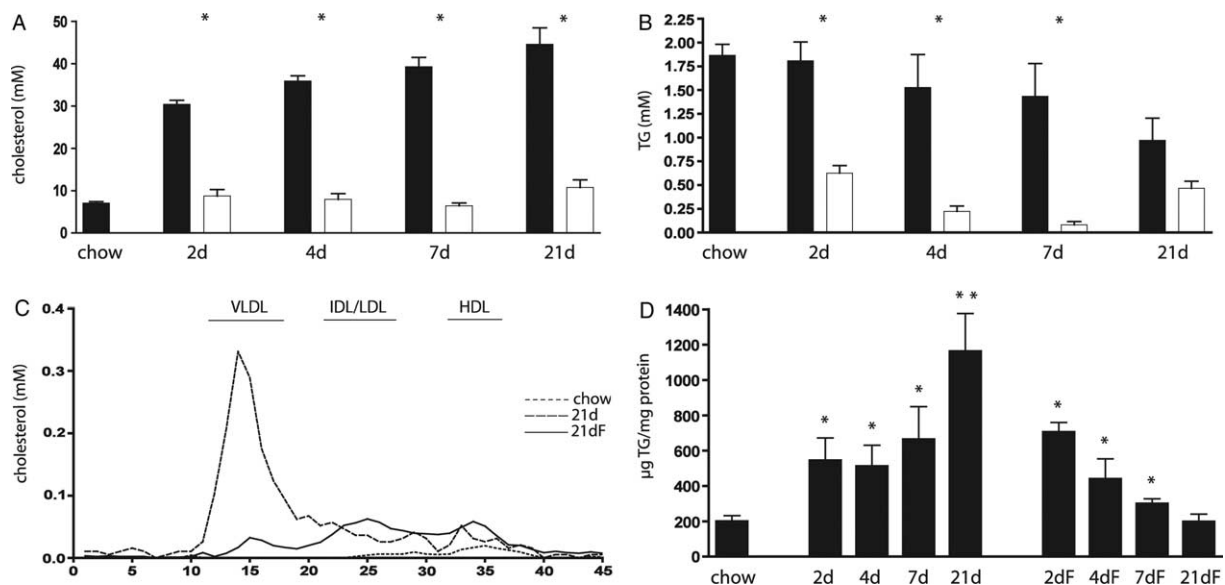 A
cholesterol (mM)
50
40
30
20
10
0
* * * *
chow 2d 4d 7d 21d
B
TG (mM)
2.25
2.00
1.75
1.50
1.25
1.00
0.75
0.50
0.25
0.00
* * *
chow 2d 4d 7d 21d
C
cholesterol (mM)
0.4
0.3
0.2
0.1
0.0
VLDL IDL/LDL HDL
chow
21d
21dF
0 5 10 15 20 25 30 35 40 45
D
µg TG/mg protein
1400
1200
1000
800
600
400
200
0
* * * * * * * *
chow 2d 4d 7d 21d 2dF 4dF 7dF 21dF